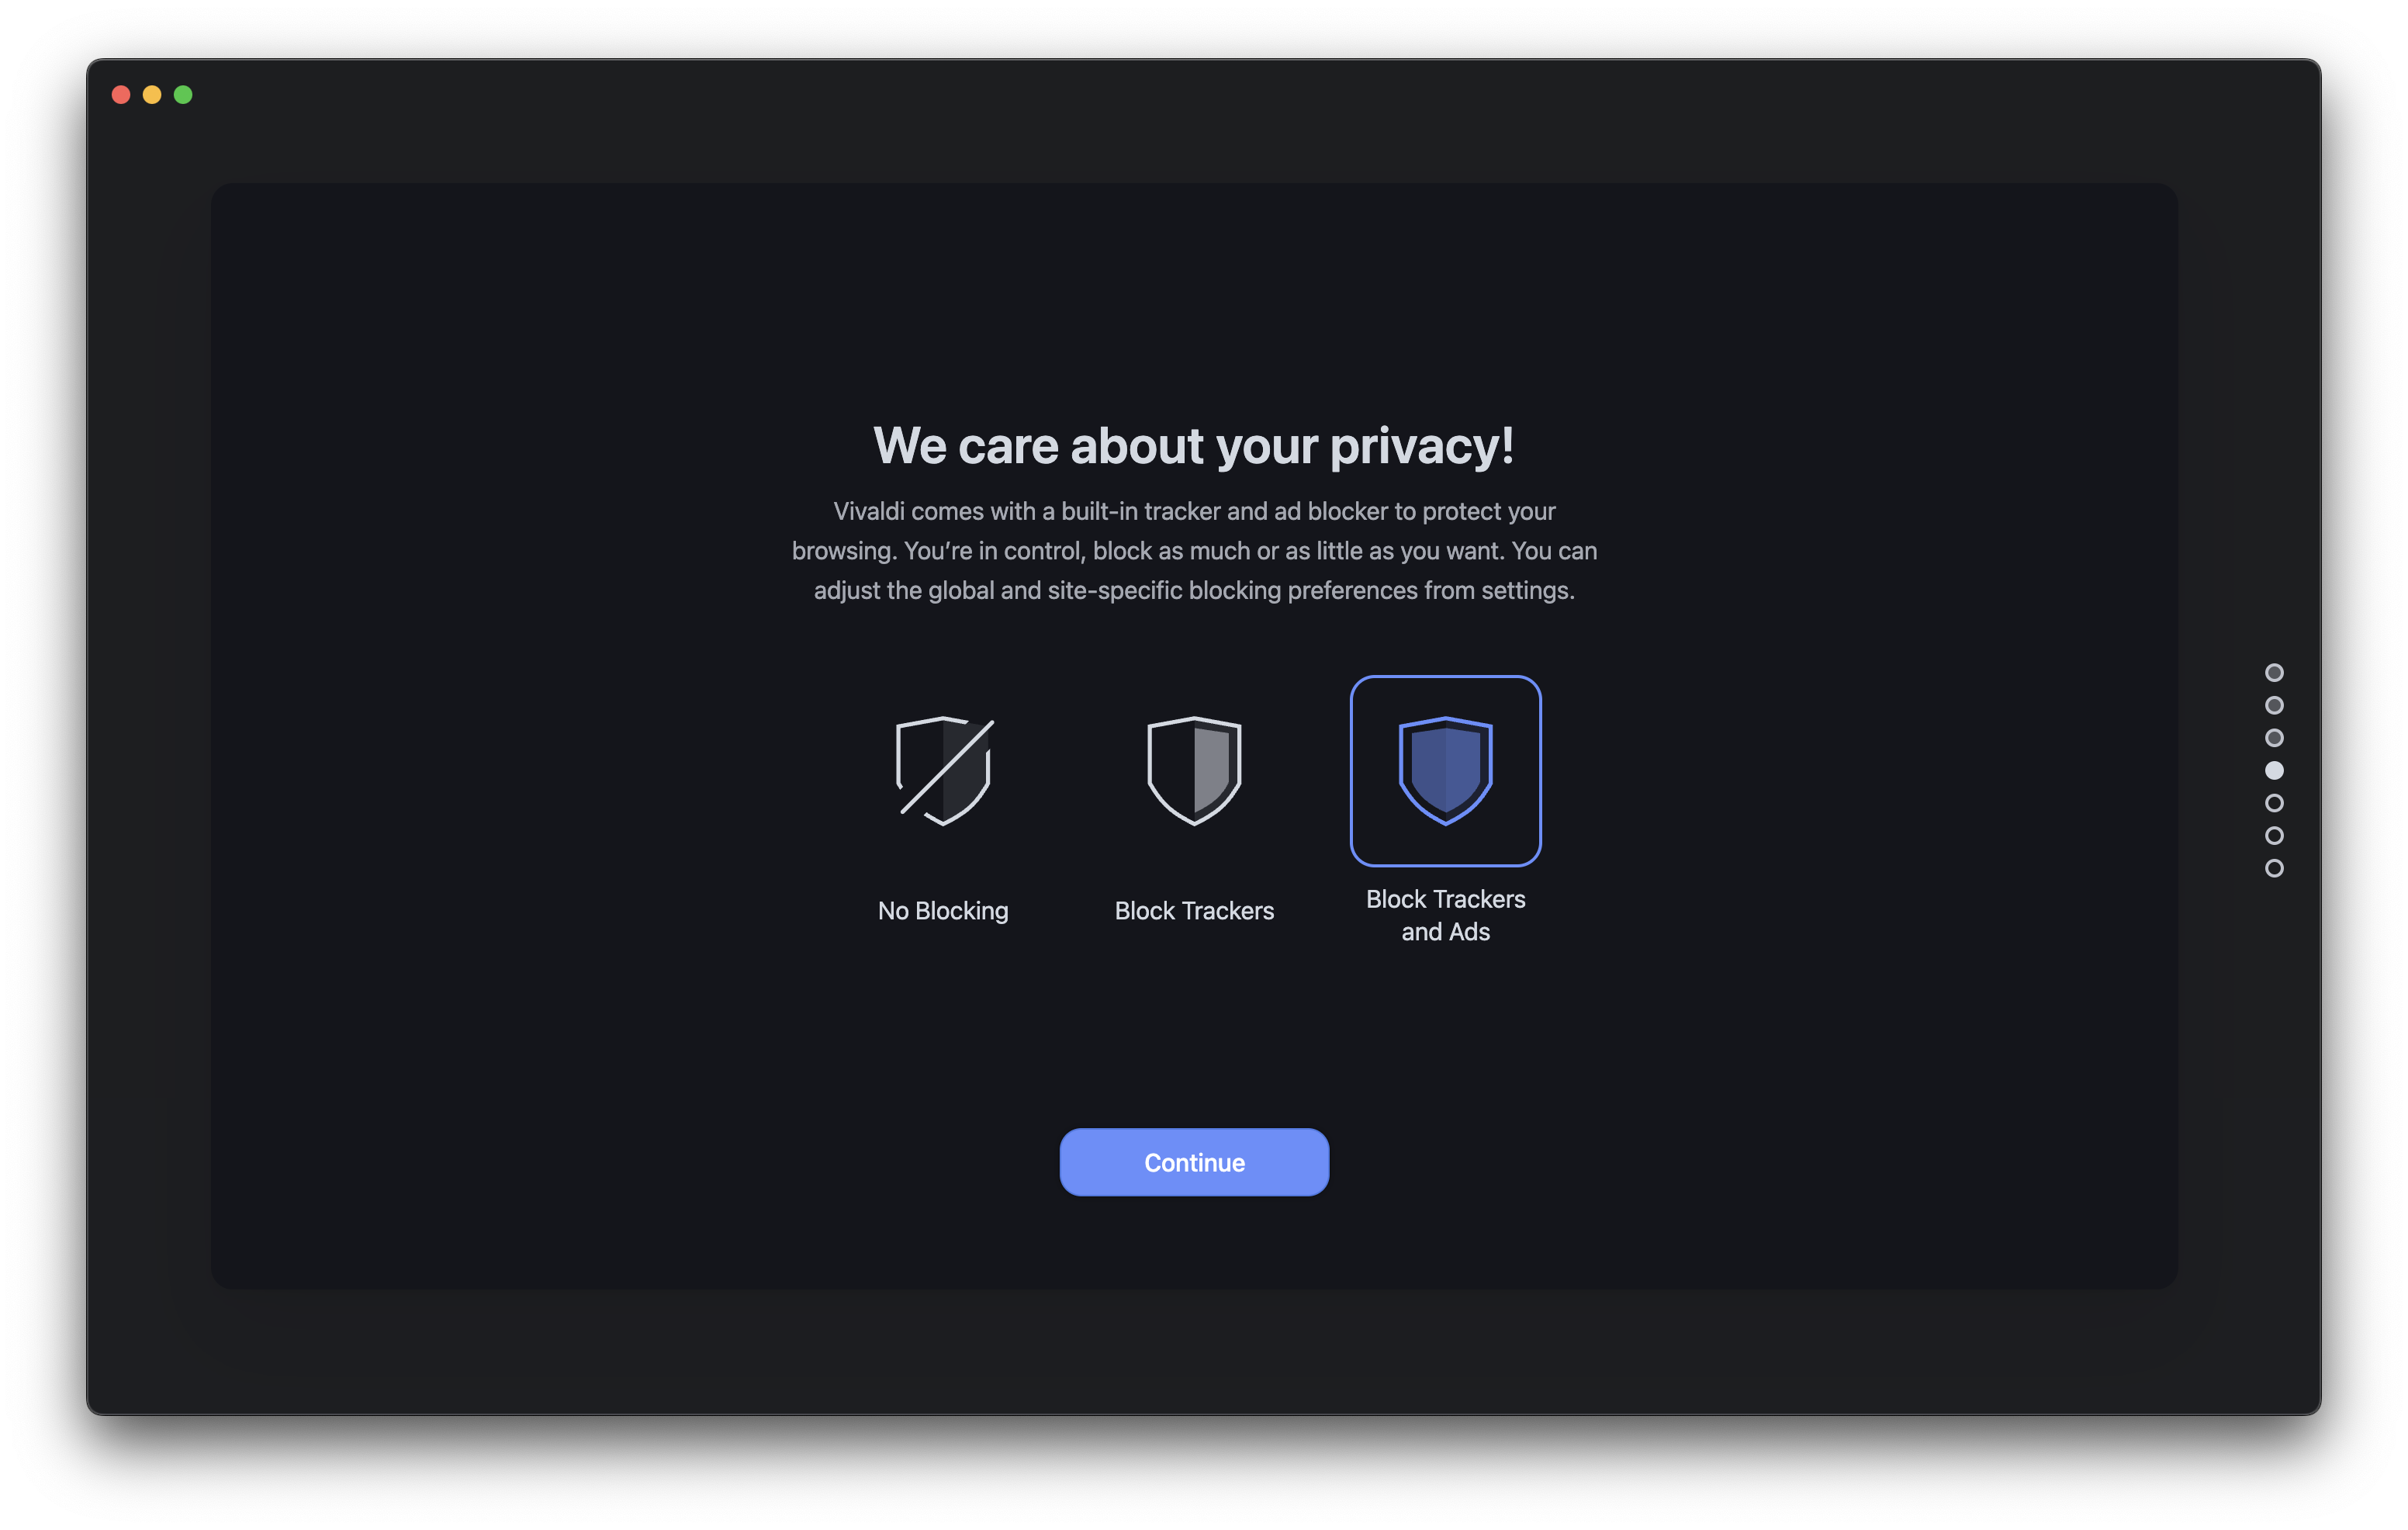 We care about your privacy!
Vivaldi comes with a built-in tracker and ad blocker to protect your
browsing. You’re in control, block as much or as little as you want. You can
adjust the global and site-specific blocking preferences from settings.
No Blocking
Block Trackers
Block Trackers
and Ads
Continue